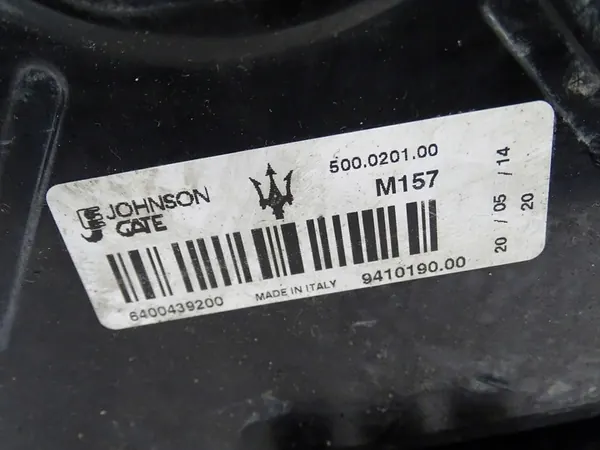 JOHNSON
GATE
500.0201.00
M157
9410190.00
6400439200
MADE IN ITALY
20 / 05 / 14
20